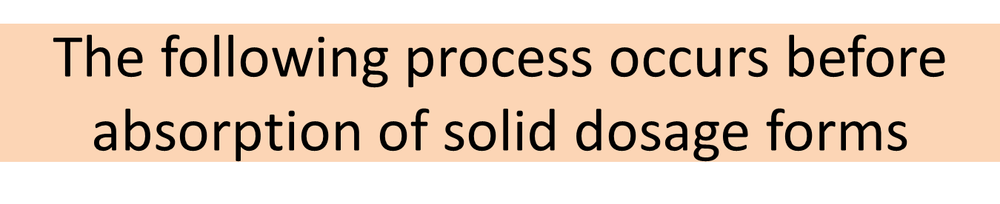 The following process occurs before
absorption of solid dosage forms